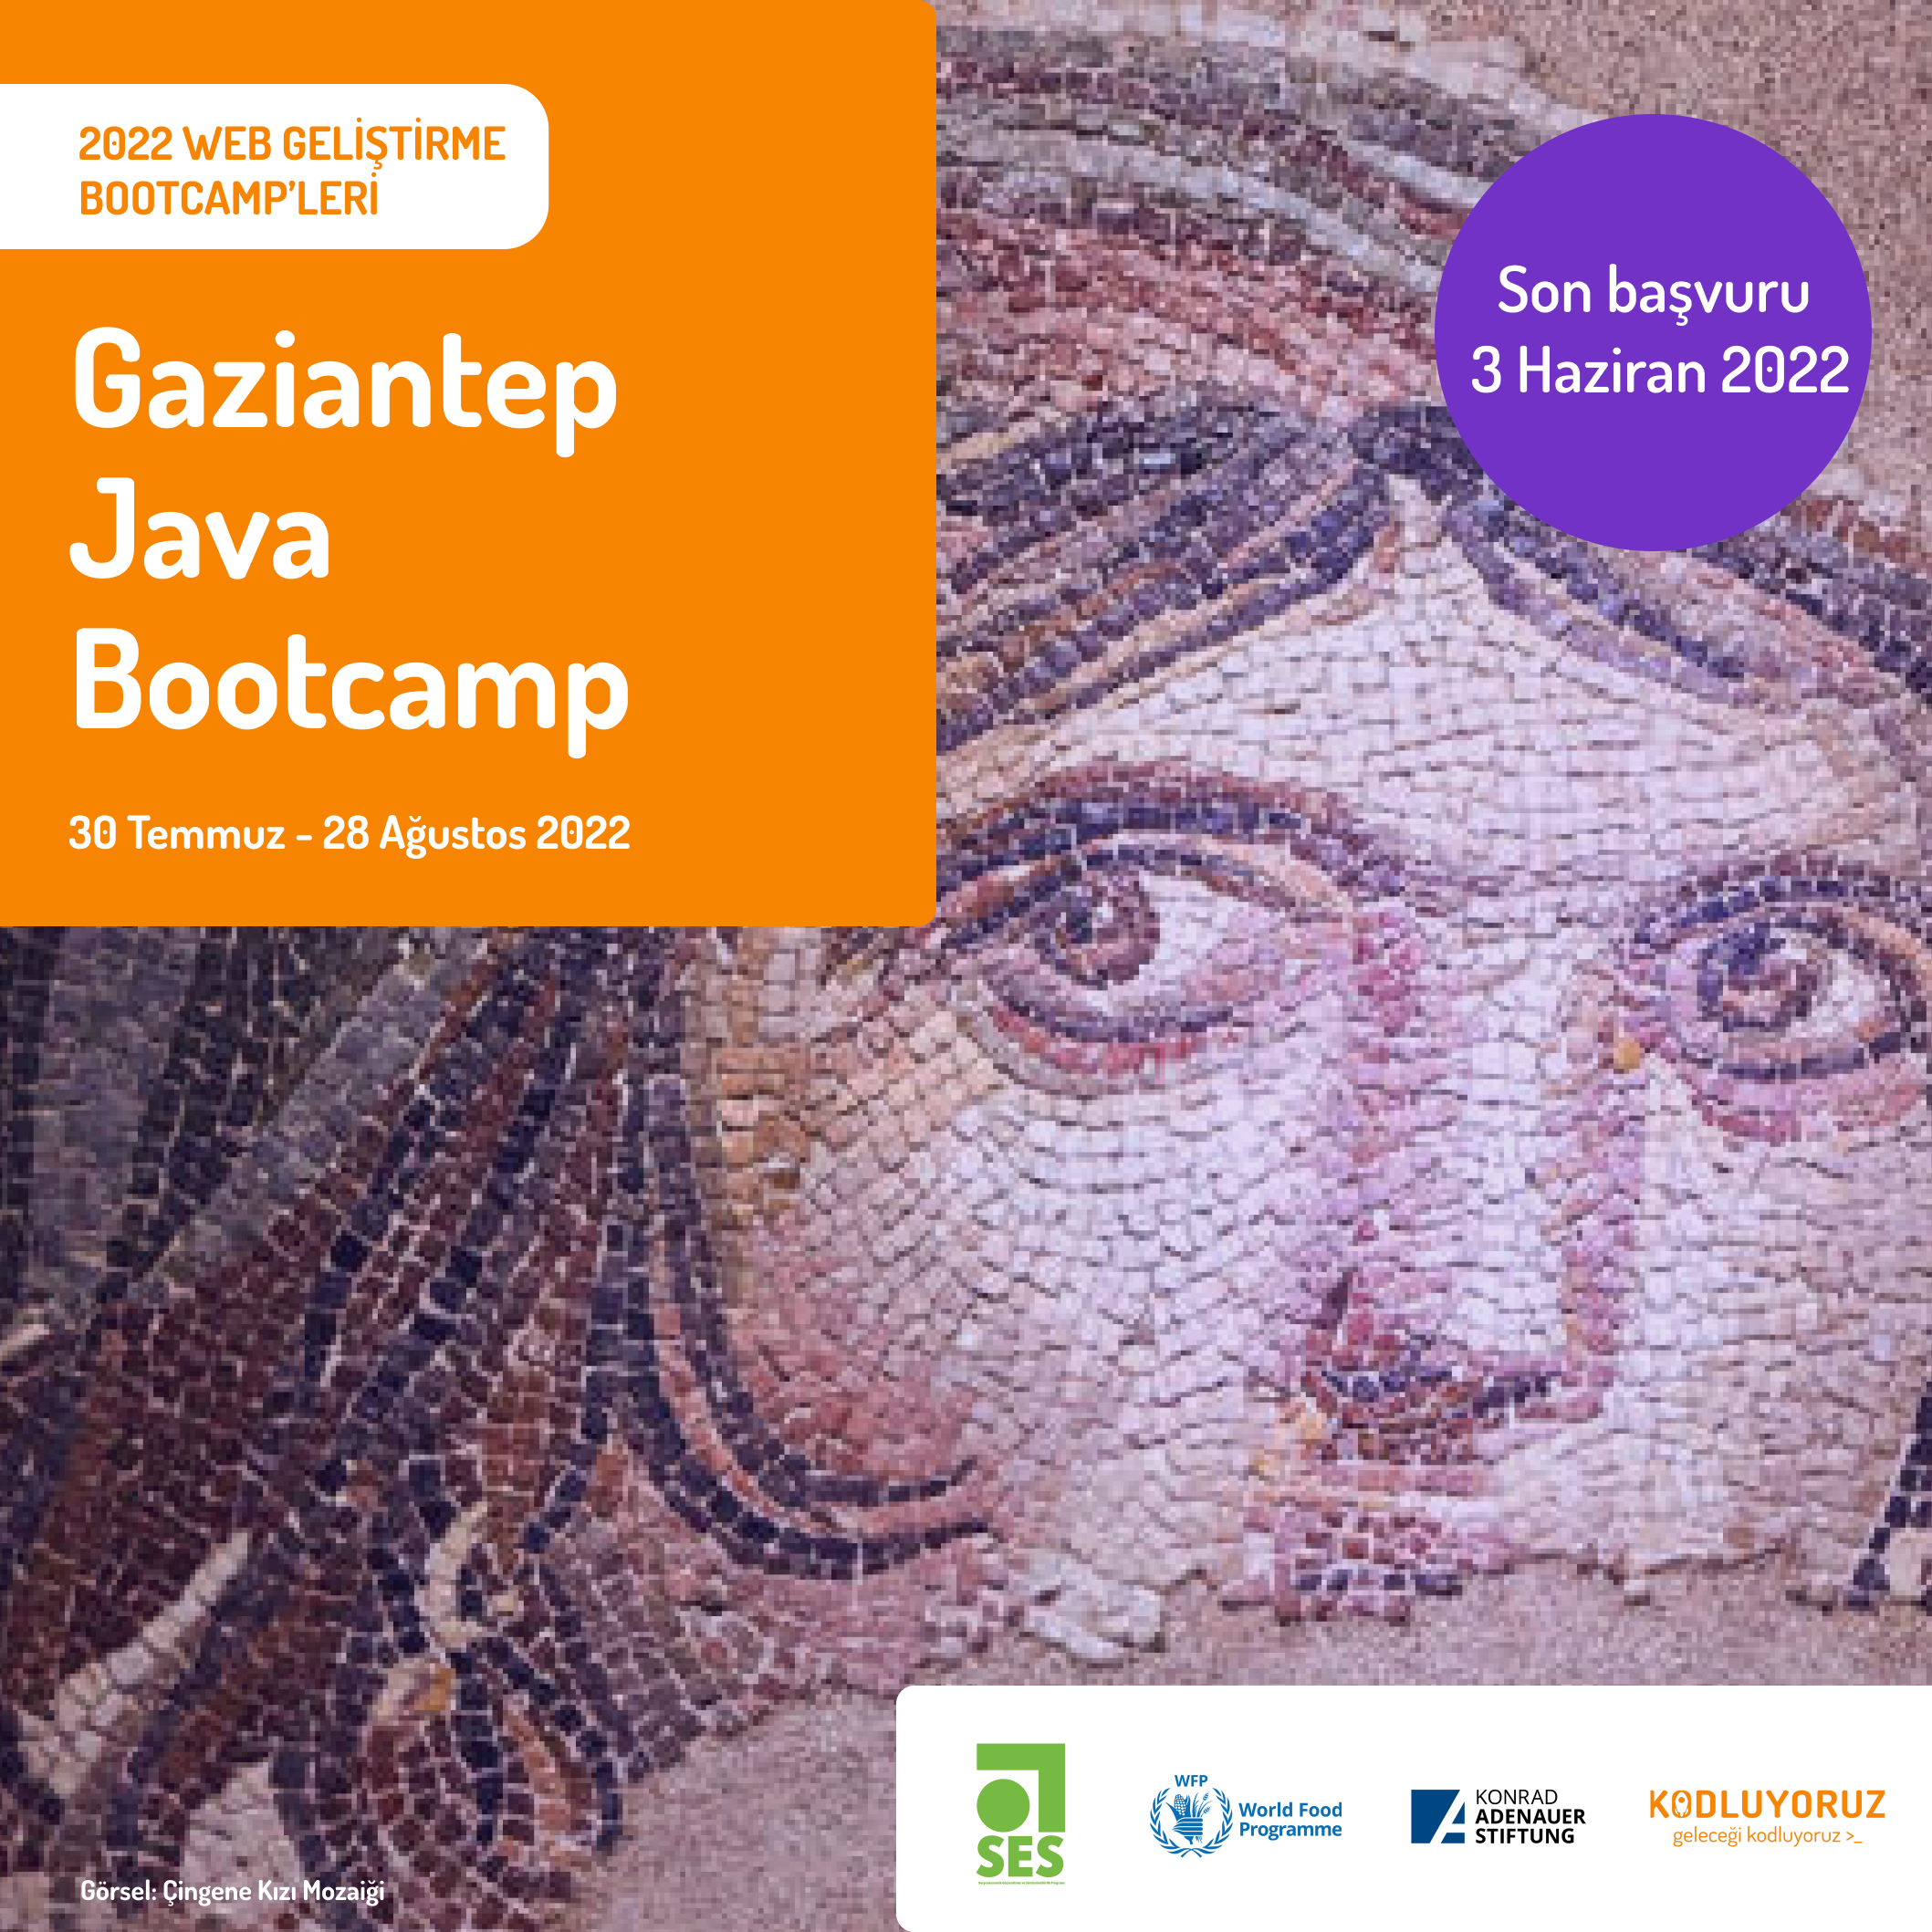 2022 WEB GELİŞTİRME
BOOTCAMP'LERİ
Gaziantep
Java
Bootcamp
30 Temmuz - 28 Ağustos 2022
Son başvuru
3 Haziran 2022
SES
WFP
World Food
Programme
KONRAD
ADENAUER
STIFTUNG
KODLUYORUZ
geleceği kodluyoruz >_
Görsel: Çingene Kızı Mozaiği